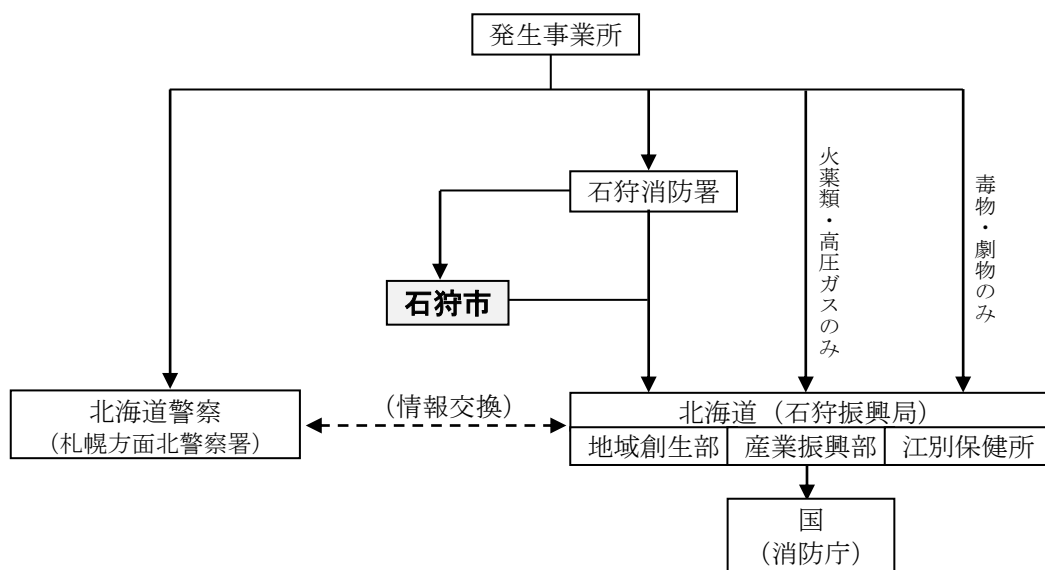 発生事業所
石狩消防署
火薬類・高圧ガスのみ
毒物・劇物のみ
石狩市
北海道警察
（札幌方面北警察署）
（情報交換）
北海道（石狩振興局）
地域創生部
産業振興部
江別保健所
国
（消防庁）